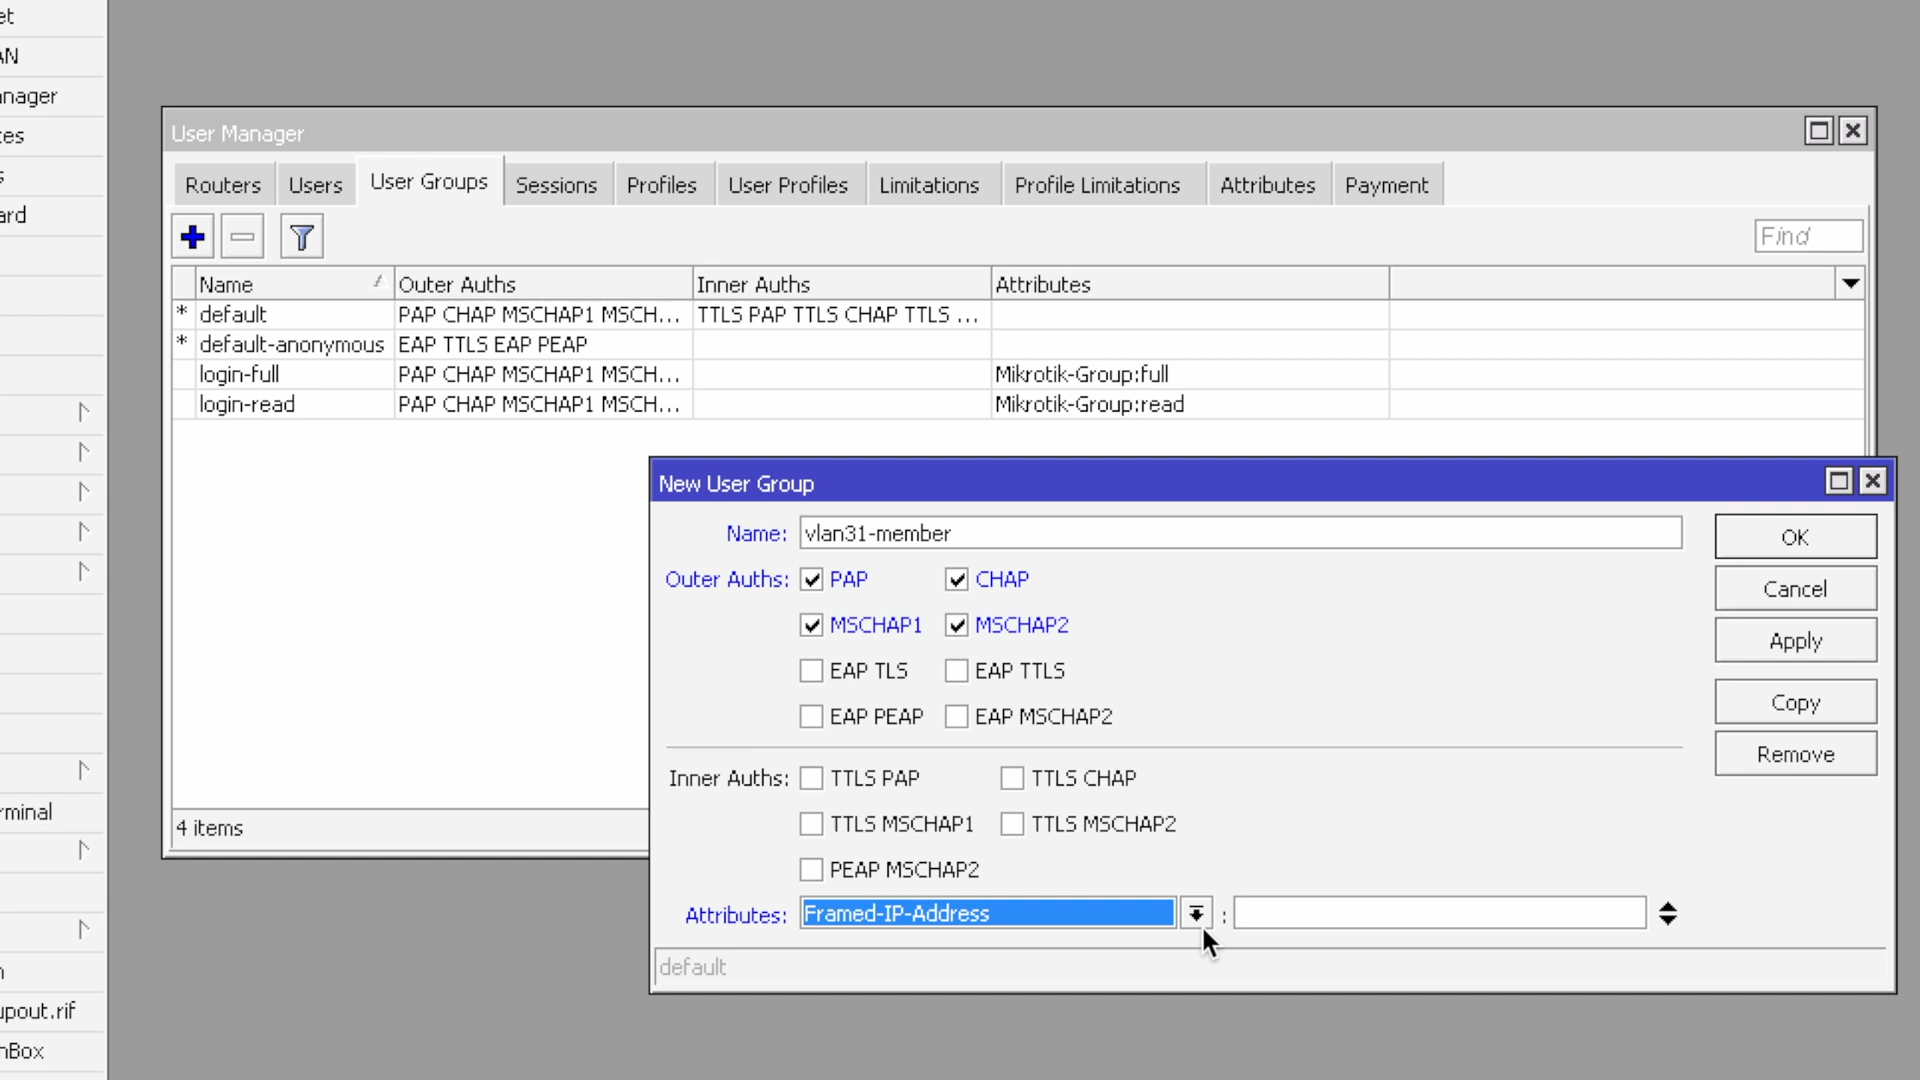 et
AN
anager
ces
s
ard
rminal
n
upout.rif
nBox
User Manager
Routers Users User Groups Sessions Profiles User Profiles Limitations Profile Limitations Attributes Payment
Find
Name Outer Auths Inner Auths Attributes
* default PAP CHAP MSCHAP1 MSCH... TTLS PAP TTLS CHAP TTLS ...
* default-anonymous EAP TTLS EAP PEAP
login-full PAP CHAP MSCHAP1 MSCH... Mikrotik-Group:full
login-read PAP CHAP MSCHAP1 MSCH... Mikrotik-Group:read
4 items
New User Group
Name: vlan31-member
Outer Auths: PAP CHAP
MSCHAP1 MSCHAP2
EAP TLS EAP TTLS
EAP PEAP EAP MSCHAP2
Inner Auths: TTLS PAP TTLS CHAP
TTLS MSCHAP1 TTLS MSCHAP2
PEAP MSCHAP2
Attributes: Framed-IP-Address :
default
OK
Cancel
Apply
Copy
Remove